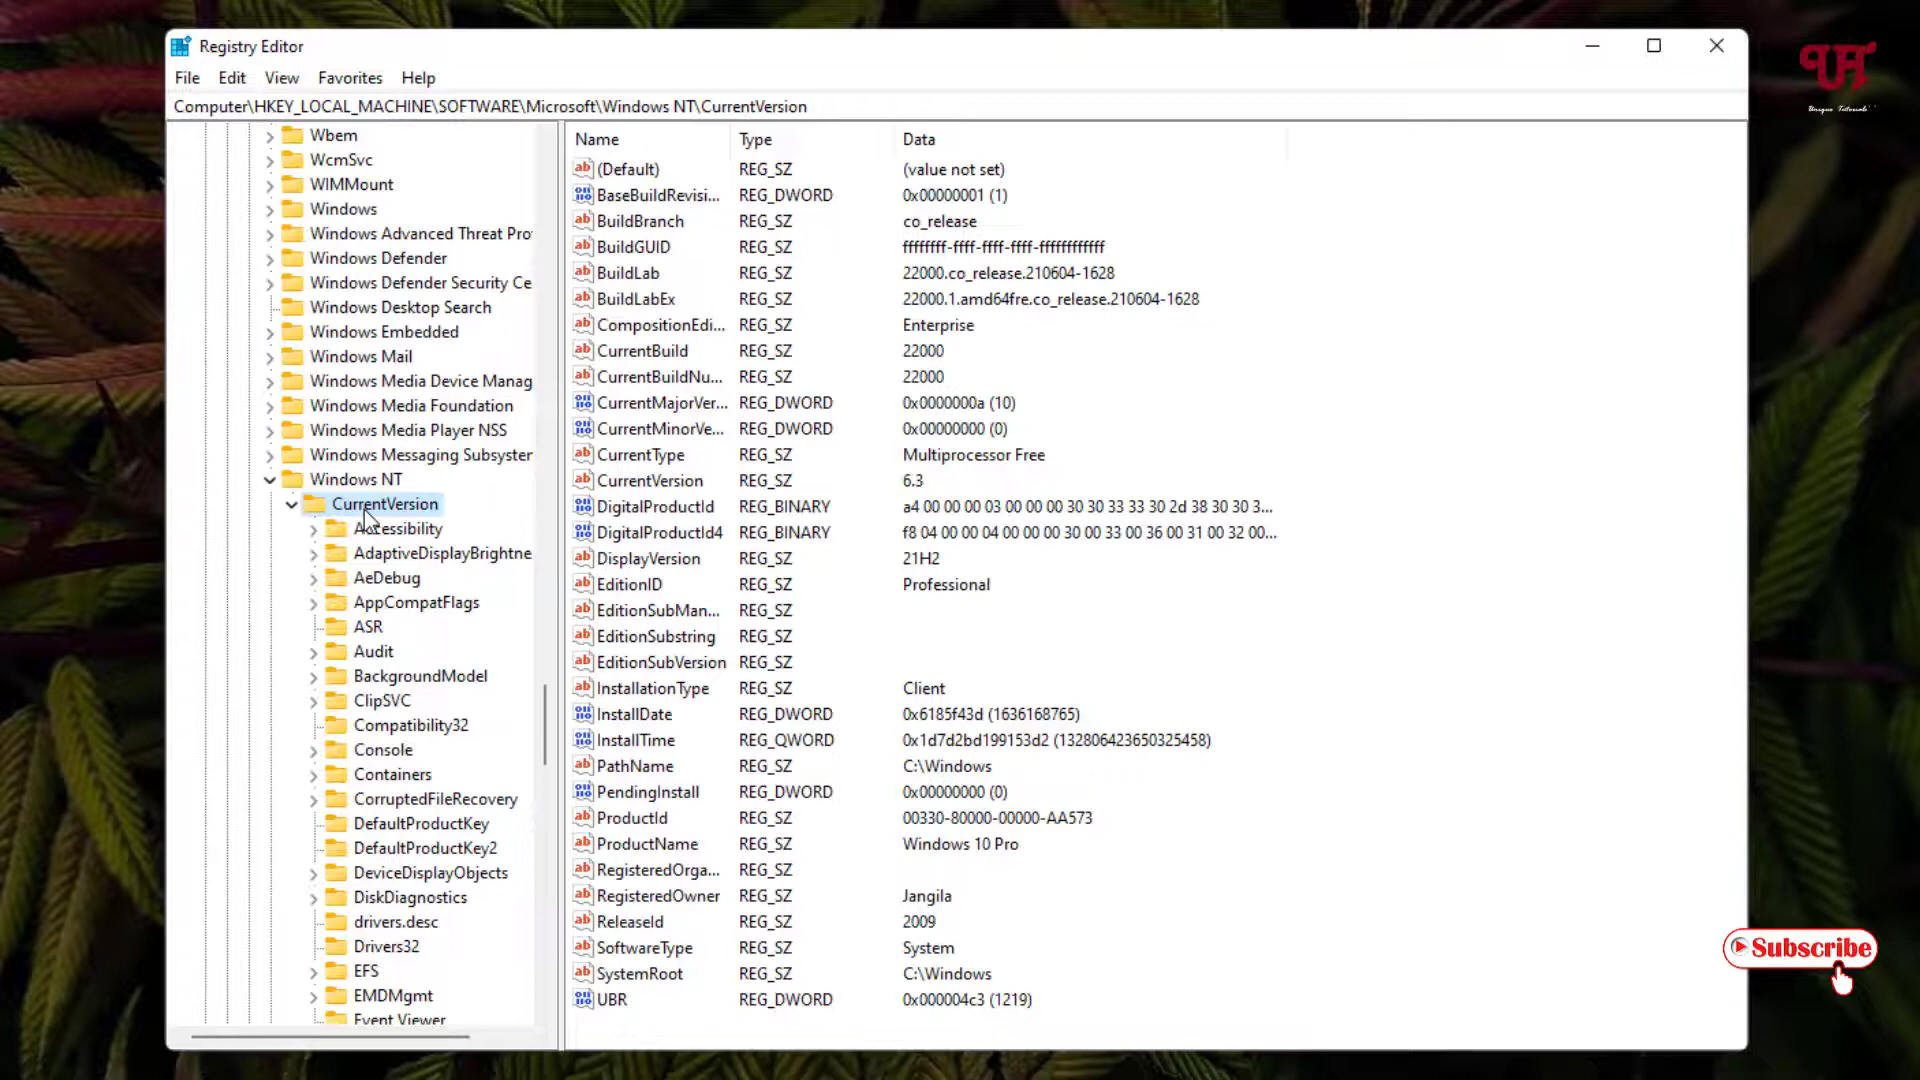 Registry Editor
File Edit View Favorites Help
Computer\HKEY_LOCAL_MACHINE\SOFTWARE\Microsoft\Windows NT\CurrentVersion
Wbem
WcmSvc
WIMMount
Windows
Windows Advanced Threat Pro
Windows Defender
Windows Defender Security Ce
Windows Desktop Search
Windows Embedded
Windows Mail
Windows Media Device Manag
Windows Media Foundation
Windows Media Player NSS
Windows Messaging Subsyster
Windows NT
CurrentVersion
Accessibility
AdaptiveDisplayBrightne
AeDebug
AppCompatFlags
ASR
Audit
BackgroundModel
ClipSVC
Compatibility32
Console
Containers
CorruptedFileRecovery
DefaultProductKey
DefaultProductKey2
DeviceDisplayObjects
DiskDiagnostics
drivers.desc
Drivers32
EFS
EMDMgmt
Event Viewer
Name Type Data
(Default) REG_SZ (value not set)
BaseBuildRevisi... REG_DWORD 0x00000001 (1)
BuildBranch REG_SZ co_release
BuildGUID REG_SZ ffffffff-ffff-ffff-ffff-ffffffffffff
BuildLab REG_SZ 22000.co_release.210604-1628
BuildLabEx REG_SZ 22000.1.amd64fre.co_release.210604-1628
CompositionEdi... REG_SZ Enterprise
CurrentBuild REG_SZ 22000
CurrentBuildNu... REG_SZ 22000
CurrentMajorVer... REG_DWORD 0x0000000a (10)
CurrentMinorVe... REG_DWORD 0x00000000 (0)
CurrentType REG_SZ Multiprocessor Free
CurrentVersion REG_SZ 6.3
DigitalProductId REG_BINARY a4 00 00 00 03 00 00 00 30 30 33 33 30 2d 38 30 30 3...
DigitalProductId4 REG_BINARY f8 04 00 00 04 00 00 00 30 00 33 00 36 00 31 00 32 00...
DisplayVersion REG_SZ 21H2
EditionID REG_SZ Professional
EditionSubMan... REG_SZ
EditionSubstring REG_SZ
EditionSubVersion REG_SZ
InstallationType REG_SZ Client
InstallDate REG_DWORD 0x6185f43d (1636168765)
InstallTime REG_QWORD 0x1d7d2bd199153d2 (132806423650325458)
PathName REG_SZ C:\Windows
PendingInstall REG_DWORD 0x00000000 (0)
ProductId REG_SZ 00330-80000-00000-AA573
ProductName REG_SZ Windows 10 Pro
RegisteredOrga... REG_SZ
RegisteredOwner REG_SZ Jangila
ReleaseId REG_SZ 2009
SoftwareType REG_SZ System
SystemRoot REG_SZ C:\Windows
UBR REG_DWORD 0x000004c3 (1219)
UA
Unique Tutorials
Subscribe